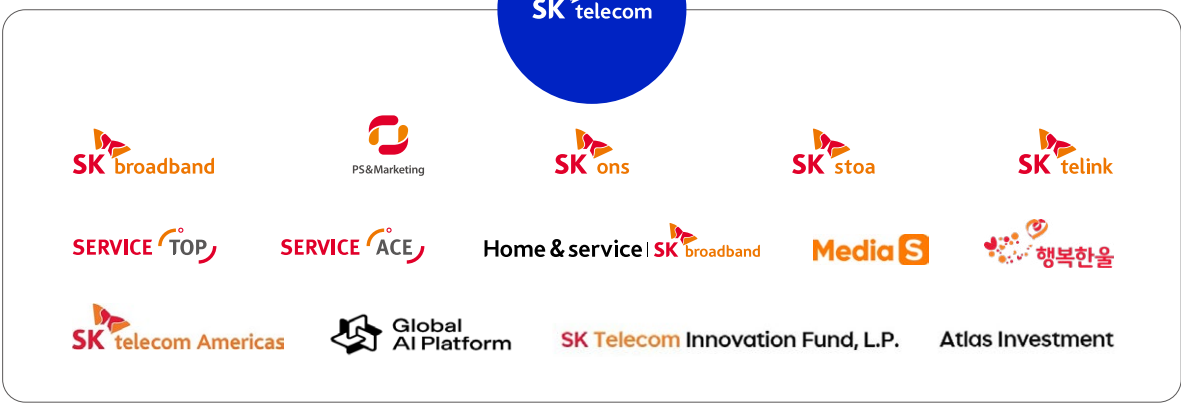 SK telecom
SK broadband
PS&Marketing
SK ons
SK stoa
SK telink
SERVICE TOP
SERVICE ACE
Home & service | SK broadband
Media S
행복한울
SK telecom Americas
Global
AI Platform
SK Telecom Innovation Fund, L.P.
Atlas Investment